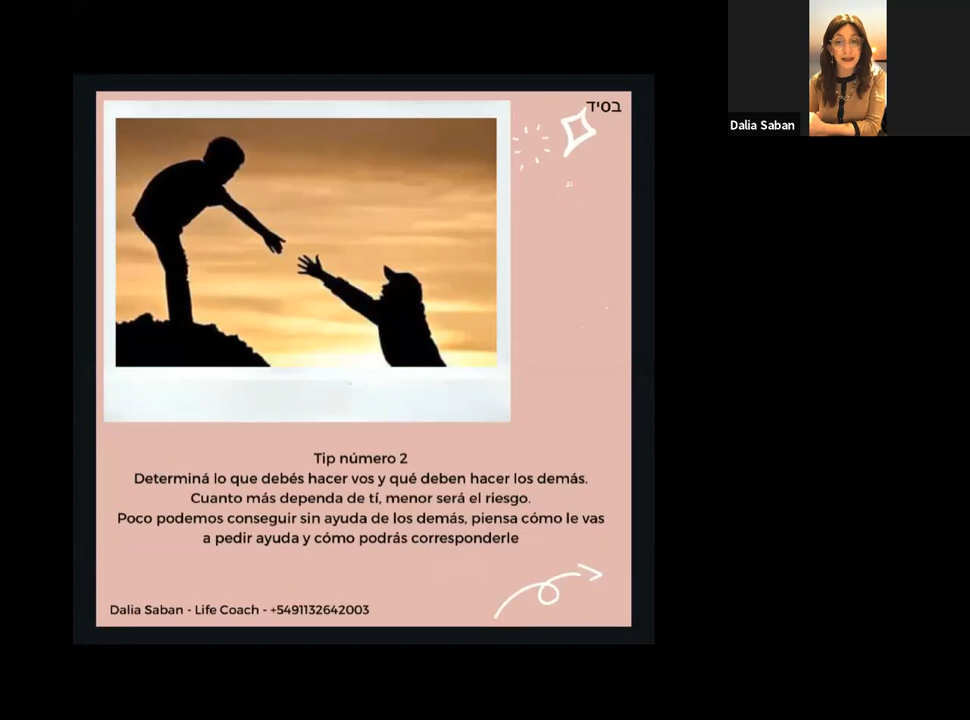 בסיד
Dalia Saban
Tip número 2
Determiná lo que debés hacer vos y qué deben hacer los demás.
Cuanto más dependa de tí, menor será el riesgo.
Poco podemos conseguir sin ayuda de los demás, piensa cómo le vas
a pedir ayuda y cómo podrás corresponderle
Dalia Saban - Life Coach - +5491132642003